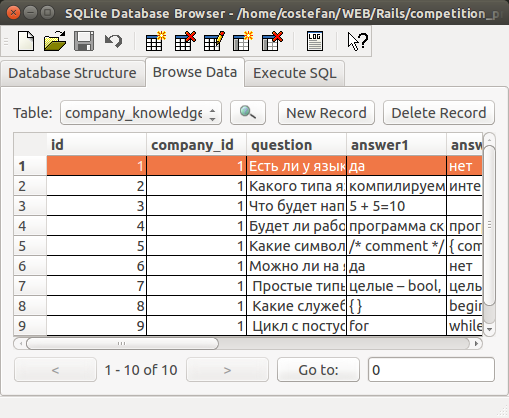 SQLite Database Browser - /home/costefan/WEB/Rails/competition_pr
LOG
Database Structure Browse Data Execute SQL
Table: company_knowledge New Record Delete Record
id company_id question answer1 answ
1 1 1 Есть ли у язык да нет
2 2 1 Какого типа я компилируем инте
3 3 1 Что будет нап 5 + 5=10
4 4 1 Будет ли рабо программа ск прог
5 5 1 Какие символ /* comment */ { com
6 6 1 Можно ли на я да нет
7 7 1 Простые типы целые – bool, целы
8 8 1 Какие служеб { } begin
9 9 1 Цикл с постус for while
< 1 - 10 of 10 > Go to: 0